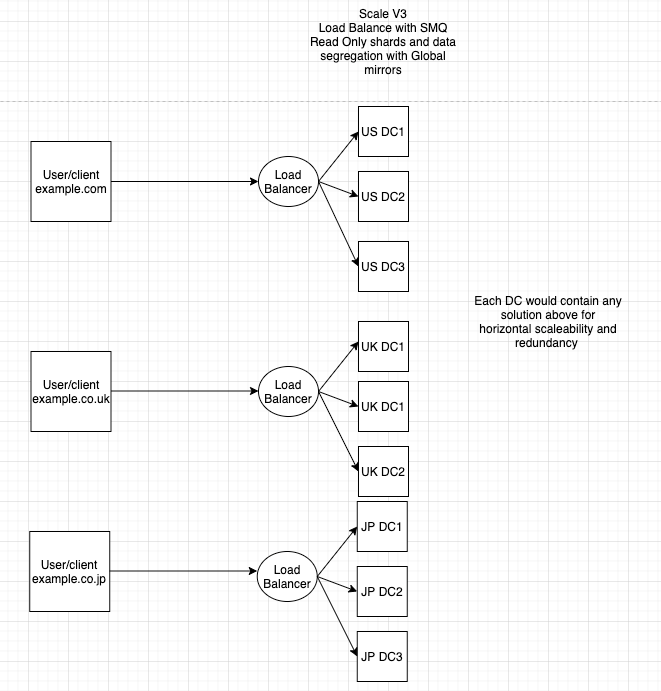 Scale V3
Load Balance with SMQ
Read Only shards and data
segregation with Global
mirrors
User/client
example.com
Load
Balancer
US DC1
US DC2
US DC3
Each DC would contain any
solution above for
horizontal scaleability and
redundancy
User/client
example.co.uk
Load
Balancer
UK DC1
UK DC1
UK DC2
User/client
example.co.jp
Load
Balancer
JP DC1
JP DC2
JP DC3